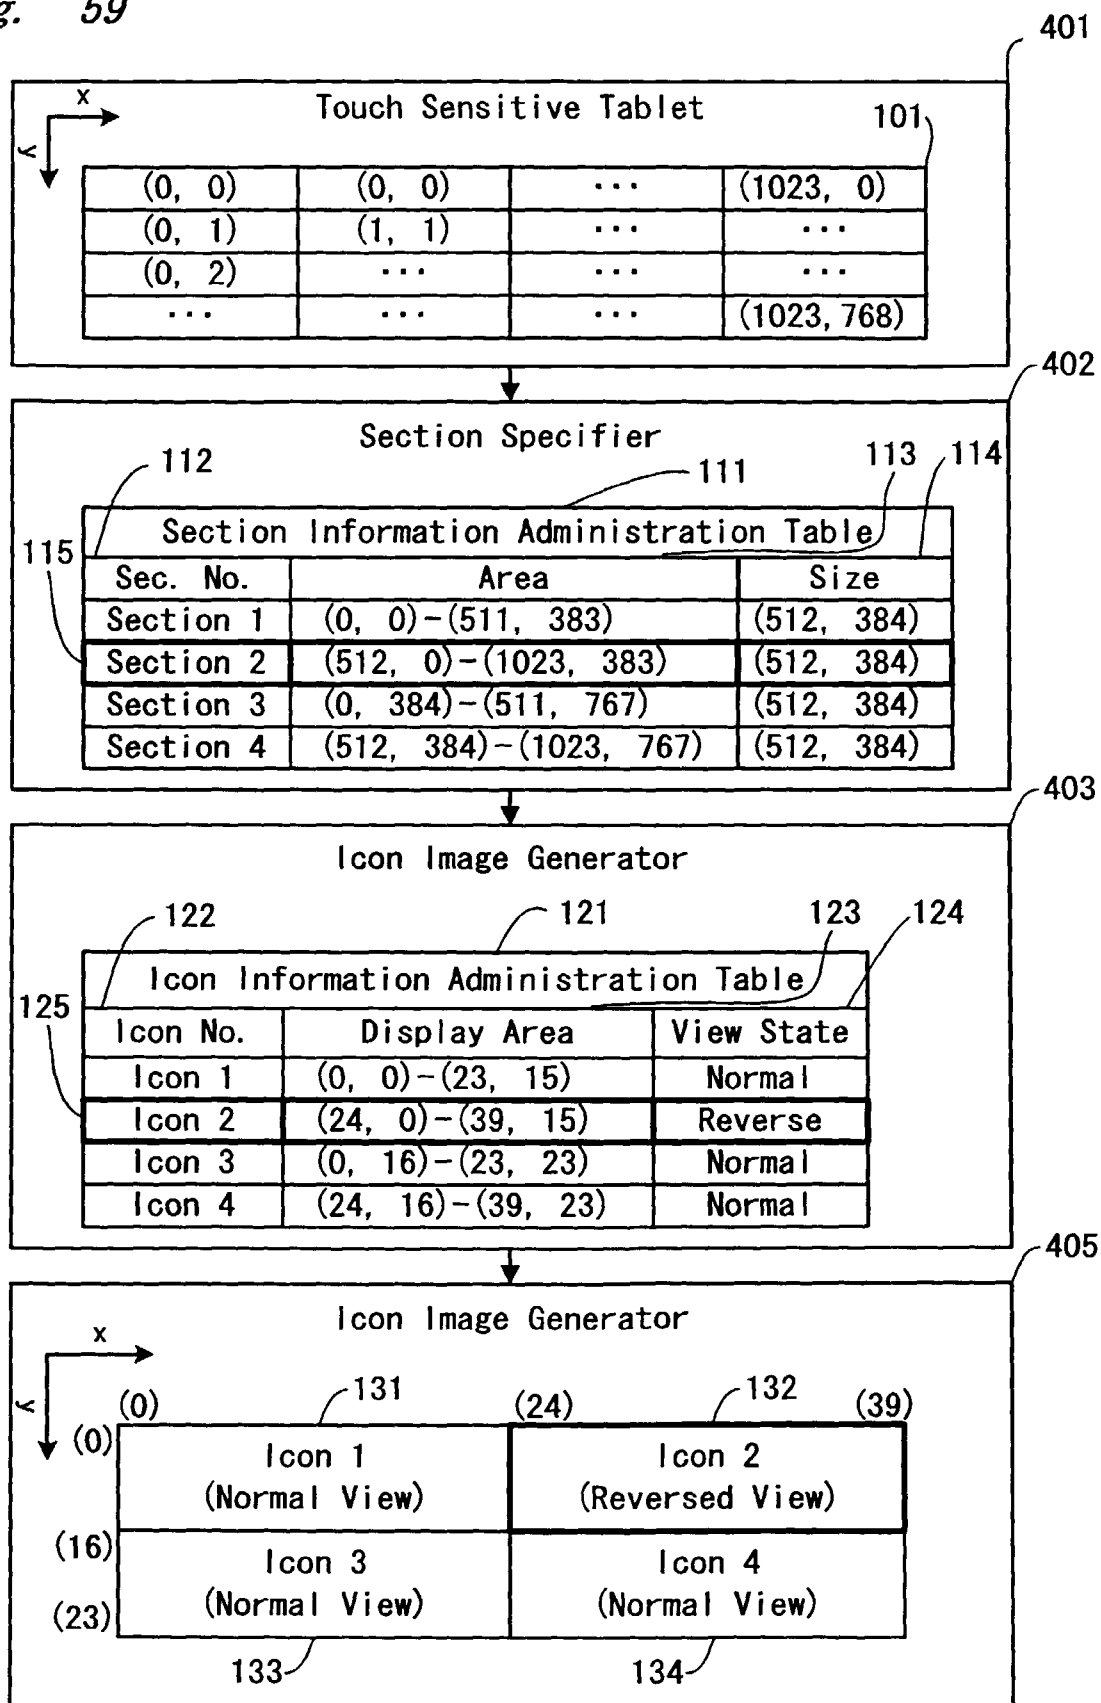 g. 59
401
x
Touch Sensitive Tablet
101
y
(0, 0) (0, 0) ... (1023, 0)
(0, 1) (1, 1) ... ...
(0, 2) ... ... ...
... ... ... (1023, 768)
402
Section Specifier
112 111 113 114
Section Information Administration Table
115
Sec. No. Area Size
Section 1 (0, 0)-(511, 383) (512, 384)
Section 2 (512, 0)-(1023, 383) (512, 384)
Section 3 (0, 384)-(511, 767) (512, 384)
Section 4 (512, 384)-(1023, 767) (512, 384)
403
Icon Image Generator
122 121 123 124
Icon Information Administration Table
125
Icon No. Display Area View State
Icon 1 (0, 0)-(23, 15) Normal
Icon 2 (24, 0)-(39, 15) Reverse
Icon 3 (0, 16)-(23, 23) Normal
Icon 4 (24, 16)-(39, 23) Normal
405
Icon Image Generator
x
y
131 132
(0) (24) (39)
(0)
Icon 1 Icon 2
(Normal View) (Reversed View)
(16)
Icon 3 Icon 4
(Normal View) (Normal View)
(23)
133 134